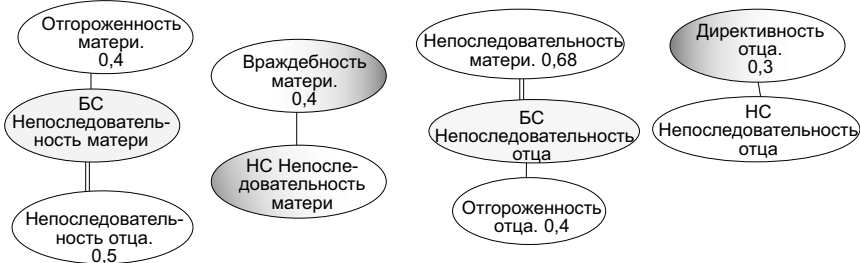 Отгороженность
матери.
0,4
БС
Непоследователь-
ность матери
Непоследователь-
ность отца.
0,5
Враждебность
матери.
0,4
НС Непосле-
довательность
матери
Непоследовательность
матери. 0,68
БС
Непоследовательность
отца
Отгороженность
отца. 0,4
Директивность
отца.
0,3
НС
Непоследовательность
отца